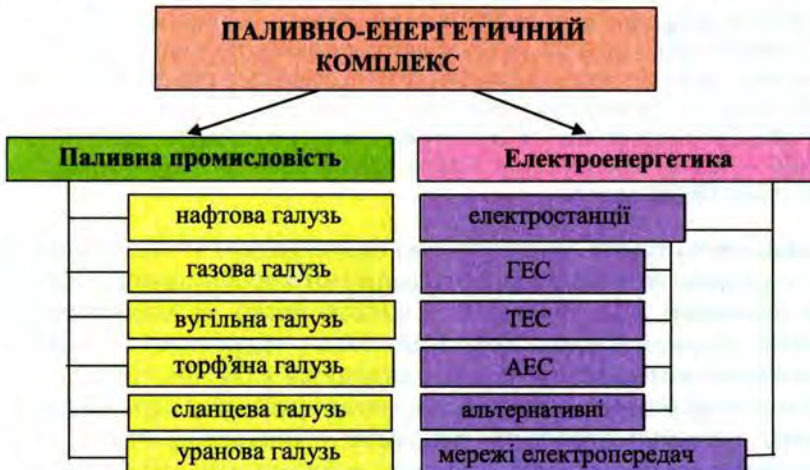 ПАЛИВНО-ЕНЕРГЕТИЧНИЙ
КОМПЛЕКС
Паливна промисловість
нафтова галузь
газова галузь
вугільна галузь
торф'яна галузь
сланцева галузь
уранова галузь
Електроенергетика
електростанції
ГЕС
ТЕС
АЕС
альтернативні
мережі електропередач